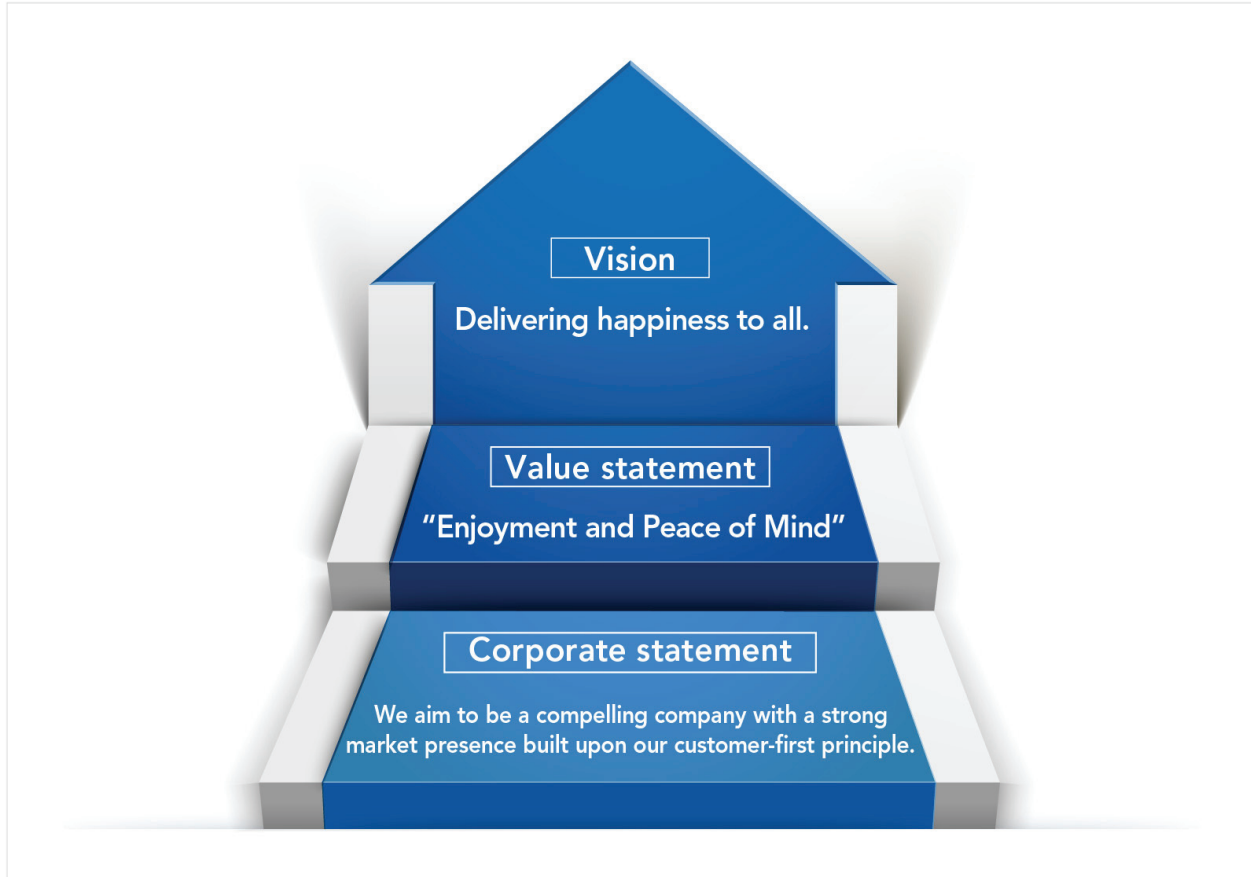 Vision
Delivering happiness to all.
Value statement
“Enjoyment and Peace of Mind”
Corporate statement
We aim to be a compelling company with a strong
market presence built upon our customer-first principle.